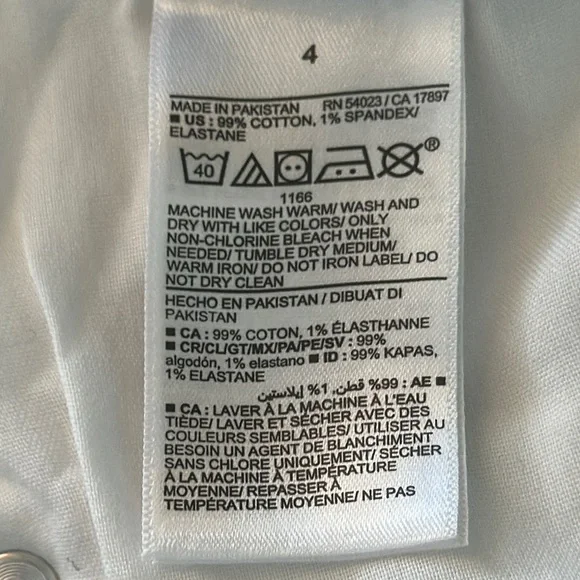 4
MADE IN PAKISTAN RN 54023 / CA 17897
■ US : 99% COTTON, 1% SPANDEX/
ELASTANE
40 ®
1166
MACHINE WASH WARM/ WASH AND
DRY WITH LIKE COLORS/ ONLY
NON-CHLORINE BLEACH WHEN
NEEDED/ TUMBLE DRY MEDIUM/
WARM IRON/ DO NOT IRON LABEL/ DO
NOT DRY CLEAN
HECHO EN PAKISTAN / DIBUAT DI
PAKISTAN
■ CA : 99% COTON, 1% ÉLASTHANNE
■ CR/CL/GT/MX/PA/PE/SV : 99%
algodón, 1% elastano ■ ID : 99% KAPAS,
1% ELASTANE
■ AE : 99% قطن, 1% إيلاستين
■ CA : LAVER À LA MACHINE À L'EAU
TIÈDE/ LAVER ET SÉCHER AVEC DES
COULEURS SEMBLABLES/ UTILISER AU
BESOIN UN AGENT DE BLANCHIMENT
SANS CHLORE UNIQUEMENT/ SÉCHER
À LA MACHINE À TEMPÉRATURE
MOYENNE/ REPASSER À
TEMPÉRATURE MOYENNE/ NE PAS